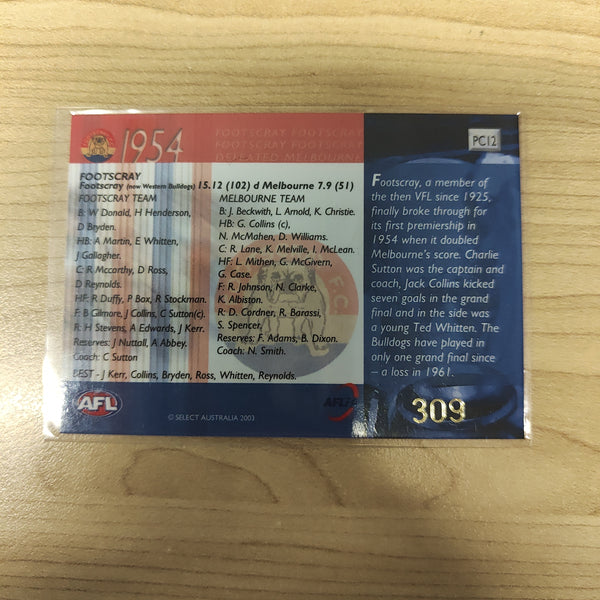 1954
FOOTSCRAY FOOTSCRAY
FOOTSCRAY FOOTSCRAY
DEFEATED MELBOURNE
PC12
FOOTSCRAY
Footscray (now Western Bulldogs) 15.12 (102) d Melbourne 7.9 (51)
FOOTSCRAY TEAM
B: W Donald, H Henderson,
D Bryden.
HB: A Martin, E Whitten,
J Gallagher.
C: R Mccarthy, D Ross,
D Reynolds.
HF: R Duffy, P Box, R Stockman.
F: B Gilmore, J Collins, C Sutton(c).
R: H Stevens, A Edwards, J Kerr.
Reserves: J Nuttall, A Abbey.
Coach: C Sutton
BEST - J Kerr, Collins, Bryden, Ross, Whitten, Reynolds.
MELBOURNE TEAM
B: J. Beckwith, L. Arnold, K. Christie.
HB: G. Collins (c),
N. McMahen, D. Williams.
C: R. Lane, K. Melville, I. McLean.
HF: L. Mithen, G. McGivern,
G. Case.
F: R. Johnson, N. Clarke,
K. Albiston.
R: D. Cordner, R. Barassi,
S. Spencer.
Reserves: F. Adams, B. Dixon.
Coach: N. Smith.
Footscray, a member of
the then VFL since 1925,
finally broke through for
its first premiership in
1954 when it doubled
Melbourne's score. Charlie
Sutton was the captain and
coach, Jack Collins kicked
seven goals in the grand
final and in the side was
a young Ted Whitten. The
Bulldogs have played in
only one grand final since
– a loss in 1961.
AFL
© SELECT AUSTRALIA 2003
AFLPA
309